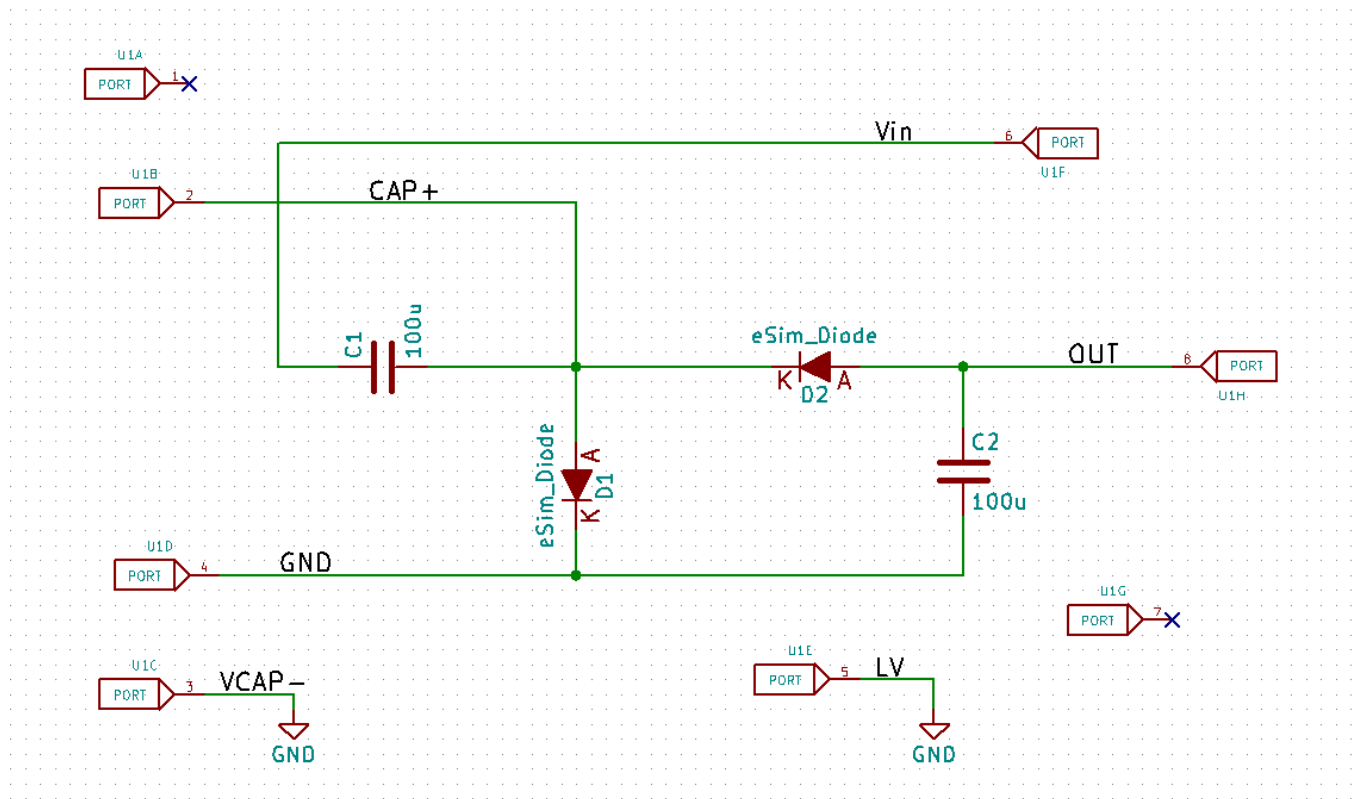 U1A
PORT 1
Vin
6 PORT
U1F
U1B
PORT 2
CAP+
C1
100u
eSim_Diode
K A
D2
OUT
8 PORT
U1H
eSim_Diode
A
D1
K
C2
100u
U1D
PORT 4
GND
U1G
PORT 7
U1C
PORT 3
VCAP-
GND
U1E
PORT 5
LV
GND